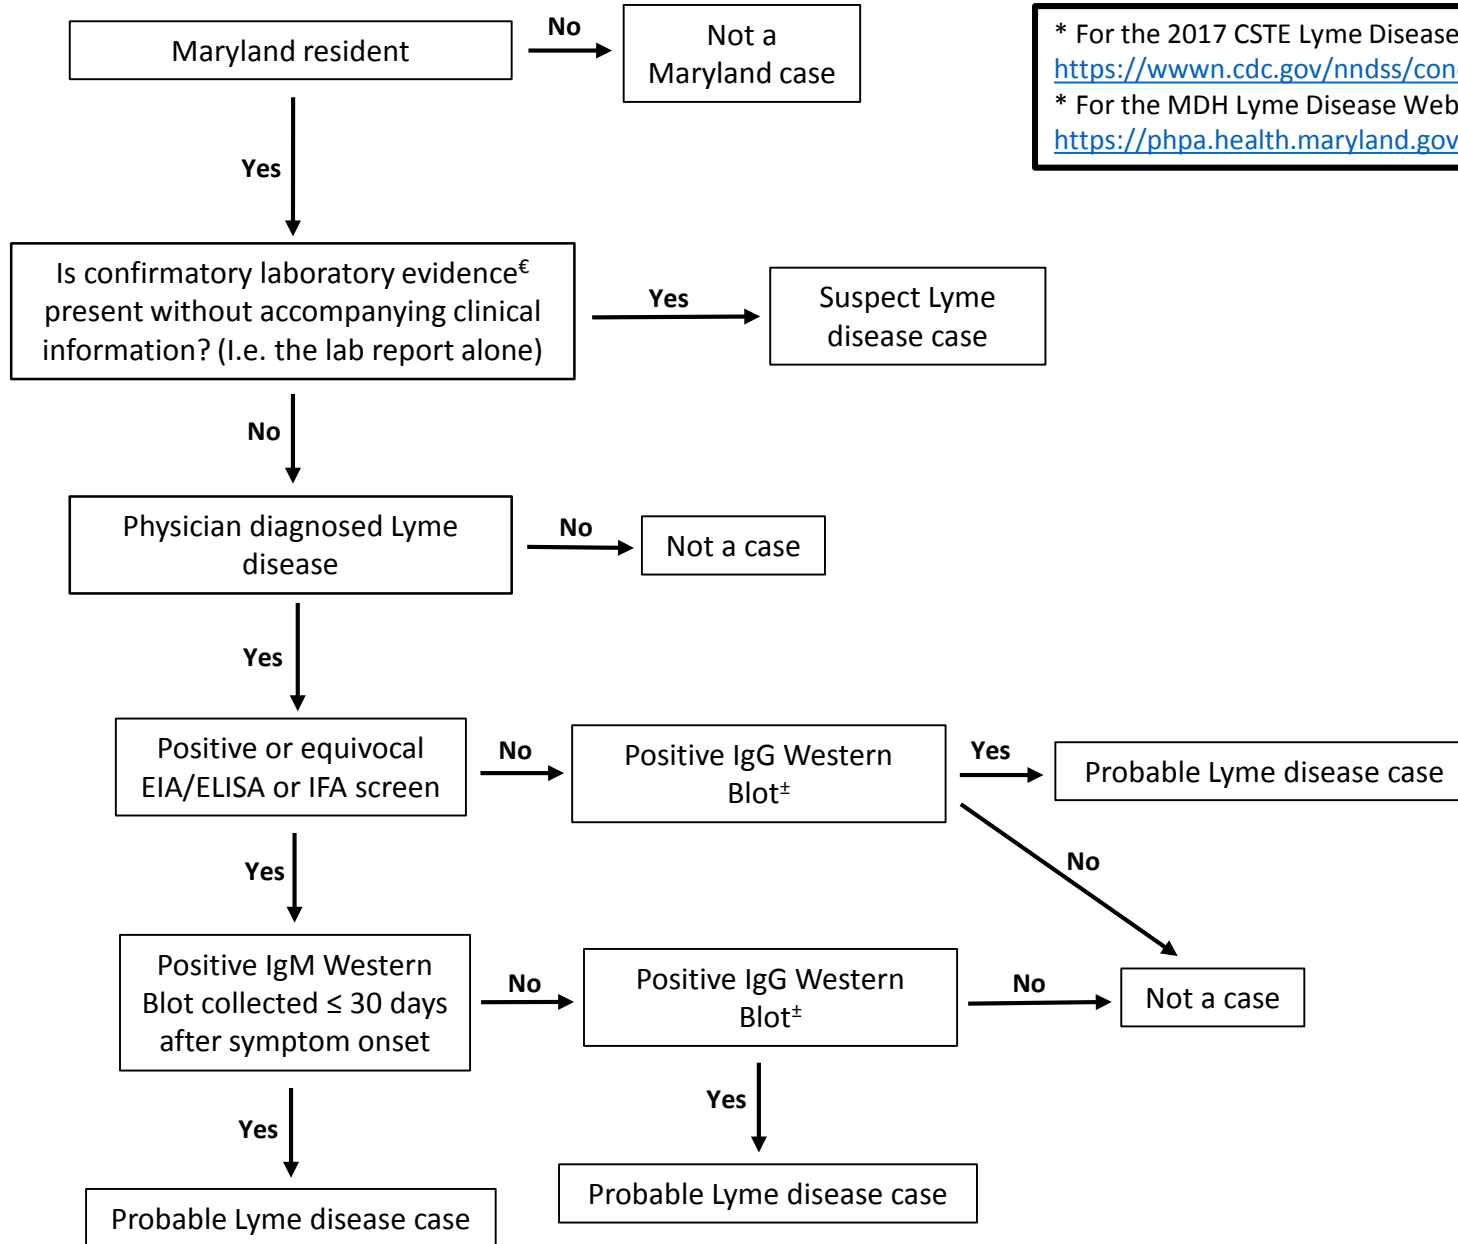 Maryland resident
No
Not a
Maryland case
* For the 2017 CSTE Lyme Disease
https://wwwn.cdc.gov/nndss/con
* For the MDH Lyme Disease Web
https://phpa.health.maryland.gov
Yes
Is confirmatory laboratory evidence€
present without accompanying clinical
information? (I.e. the lab report alone)
Yes
Suspect Lyme
disease case
No
Physician diagnosed Lyme
disease
No
Not a case
Yes
Positive or equivocal
EIA/ELISA or IFA screen
No
Positive IgG Western
Blot±
Yes
Probable Lyme disease case
No
Yes
Positive IgM Western
Blot collected ≤ 30 days
after symptom onset
No
Positive IgG Western
Blot±
No
Not a case
Yes
Probable Lyme disease case
Yes
Probable Lyme disease case